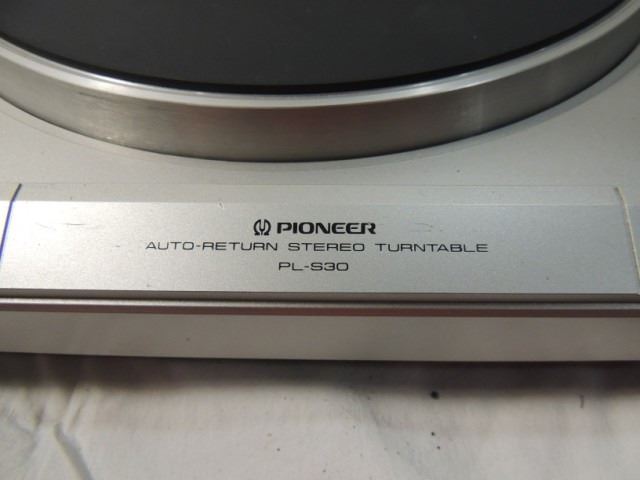 PIONEER
AUTO-RETURN STEREO TURNTABLE
PL-S30